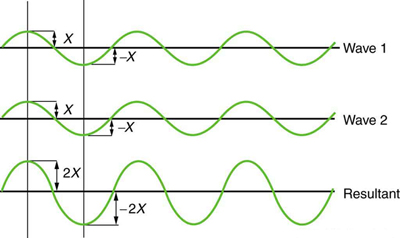 X
-X
Wave 1
X
-X
Wave 2
2X
-2X
Resultant